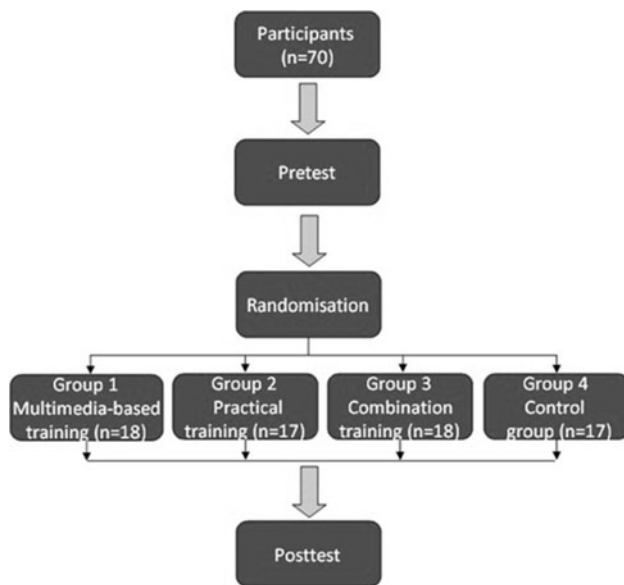 Participants
(n=70)
Pretest
Randomisation
Group 1
Multimedia-based
training (n=18)
Group 2
Practical
training (n=17)
Group 3
Combination
training (n=18)
Group 4
Control
group (n=17)
Posttest